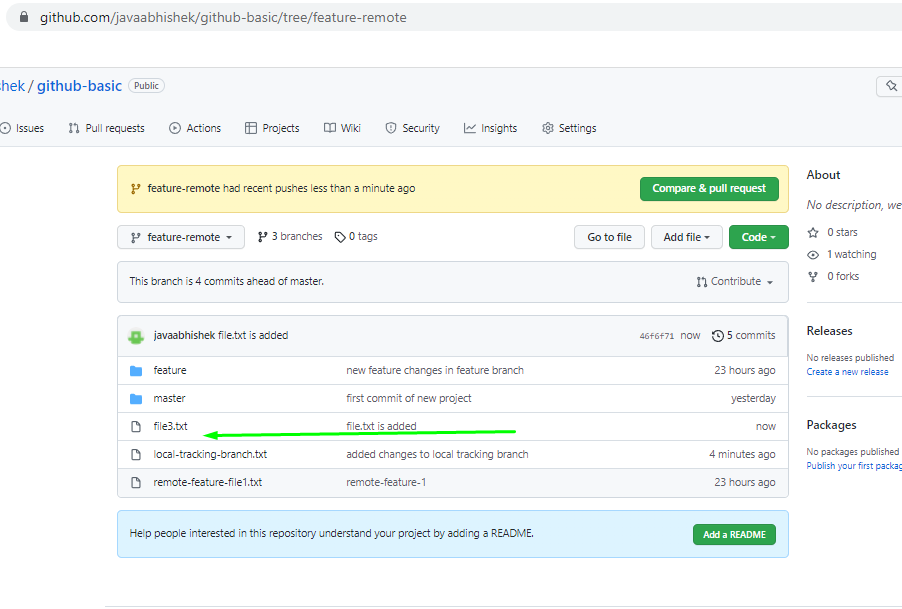 github.com/javaabhishek/github-basic/tree/feature-remote
hek / github-basic Public
Issues Pull requests Actions Projects Wiki Security Insights Settings
feature-remote had recent pushes less than a minute ago Compare & pull request
feature-remote 3 branches 0 tags Go to file Add file Code
This branch is 4 commits ahead of master. Contribute
javaabhishek file.txt is added 46f6f71 now 5 commits
feature new feature changes in feature branch 23 hours ago
master first commit of new project yesterday
file3.txt file.txt is added now
local-tracking-branch.txt added changes to local tracking branch 4 minutes ago
remote-feature-file1.txt remote-feature-1 23 hours ago
Help people interested in this repository understand your project by adding a README. Add a README
About
No description, we
0 stars
1 watching
0 forks
Releases
No releases published
Create a new release
Packages
No packages published
Publish your first packag